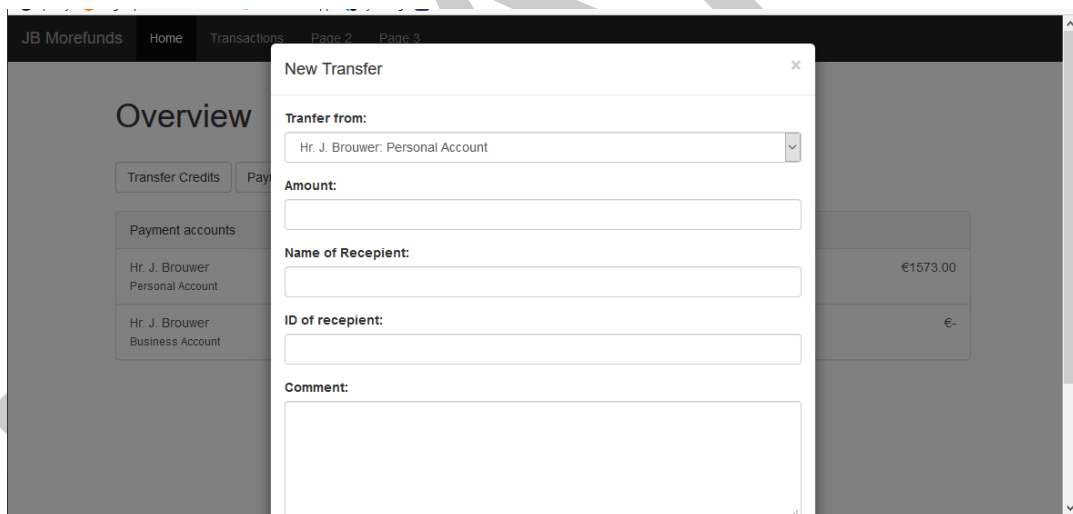 JB Morefunds Home Transactions Page 2 Page 3
New Transfer ×
Overview
Tranfer from:
Hr. J. Brouwer: Personal Account
Transfer Credits
Amount:
Payment accounts
Name of Recepient:
Hr. J. Brouwer €1573.00
Personal Account
ID of recepient:
Hr. J. Brouwer €-
Business Account
Comment: